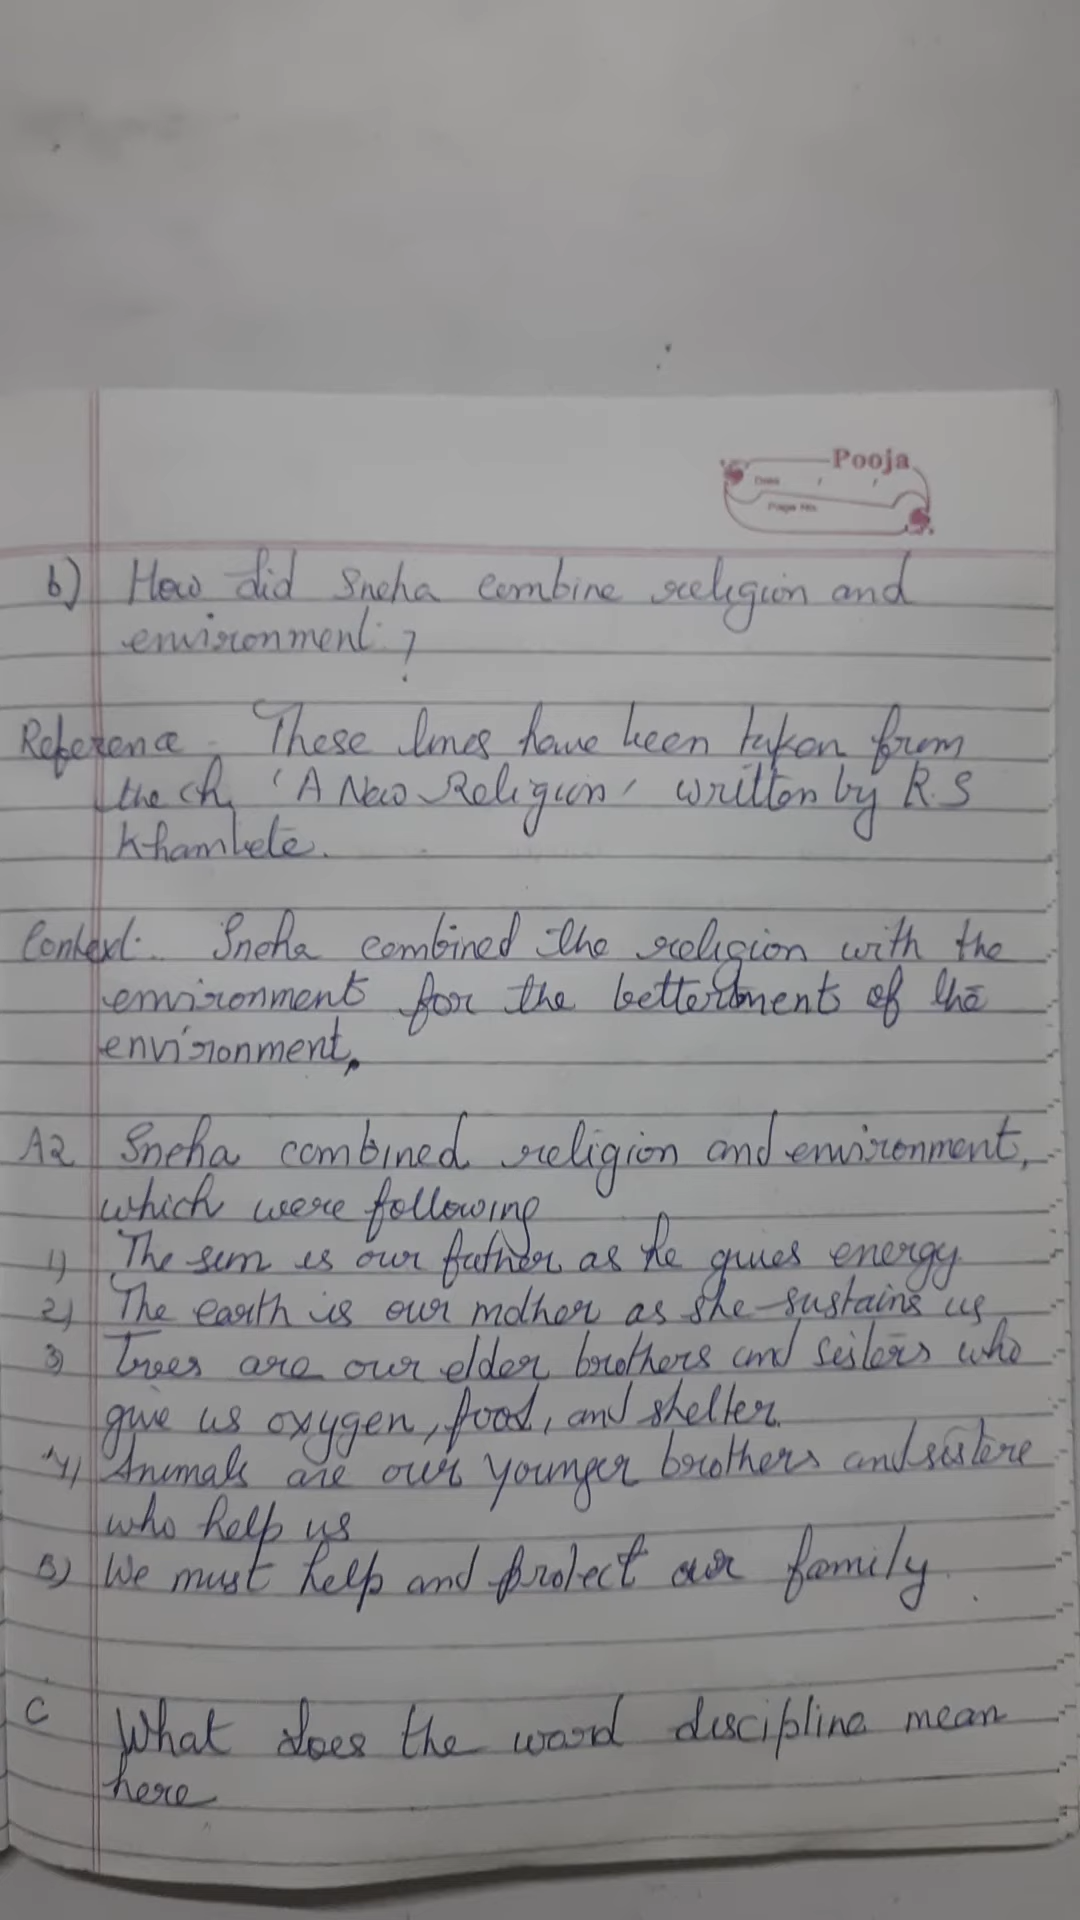 Pooja
Date / /
Page No.
b) How did Sneha combine religion and
environment ?
Reference - These lines have been taken from
the ch, 'A New Religion' written by R.S
Khambete.
Context: Sneha combined the religion with the
environment for the betterment of the
environment.
A2 Sneha combined religion and environment,
which were following
1) The sun is our father as he gives energy
2) The earth is our mother as she sustains us
3) Trees are our elder brothers and sisters who
give us oxygen, food, and shelter.
4) Animals are our younger brothers and sisters
who help us
5) We must help and protect our family.
C What does the word discipline mean
here